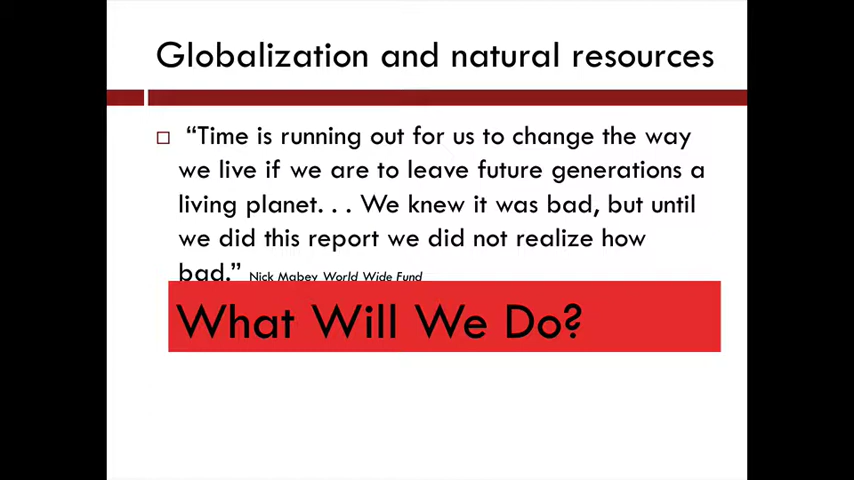 Globalization and natural resources
“Time is running out for us to change the way
we live if we are to leave future generations a
living planet. . . We knew it was bad, but until
we did this report we did not realize how
bad.” Nick Mabey World Wide Fund
What Will We Do?